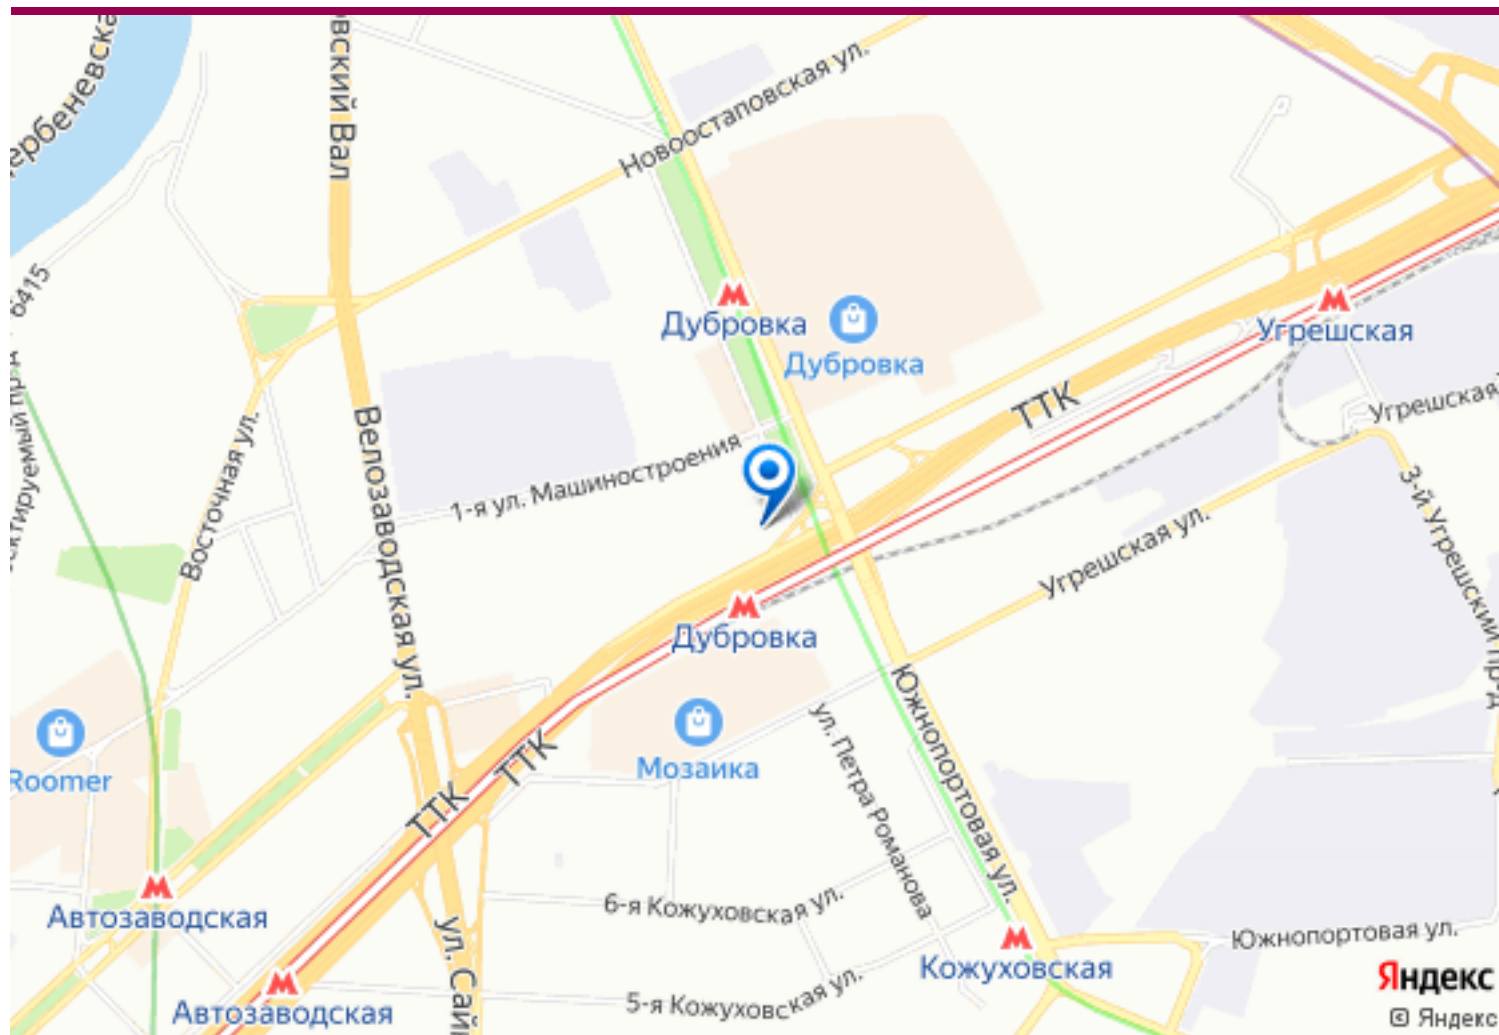 ербеневска
овский Вал
Новоостаповская ул.
6415
Дубровка
Дубровка
Угрешская
ТТК
Угрешская
Восточная ул.
Велозаводская ул.
1-я ул. Машиностроения
3-й Угрешский пр-д
Угрешская ул.
Дубровка
Южнопортовая ул.
ул. Петра Романова
Roomer
Мозаика
ТТК
ТТК
Автозаводская
6-я Кожуховская ул.
ул. Сай
Южнопортовая ул.
Кожуховская
5-я Кожуховская ул.
Автозаводская
Яндекс
© Яндекс